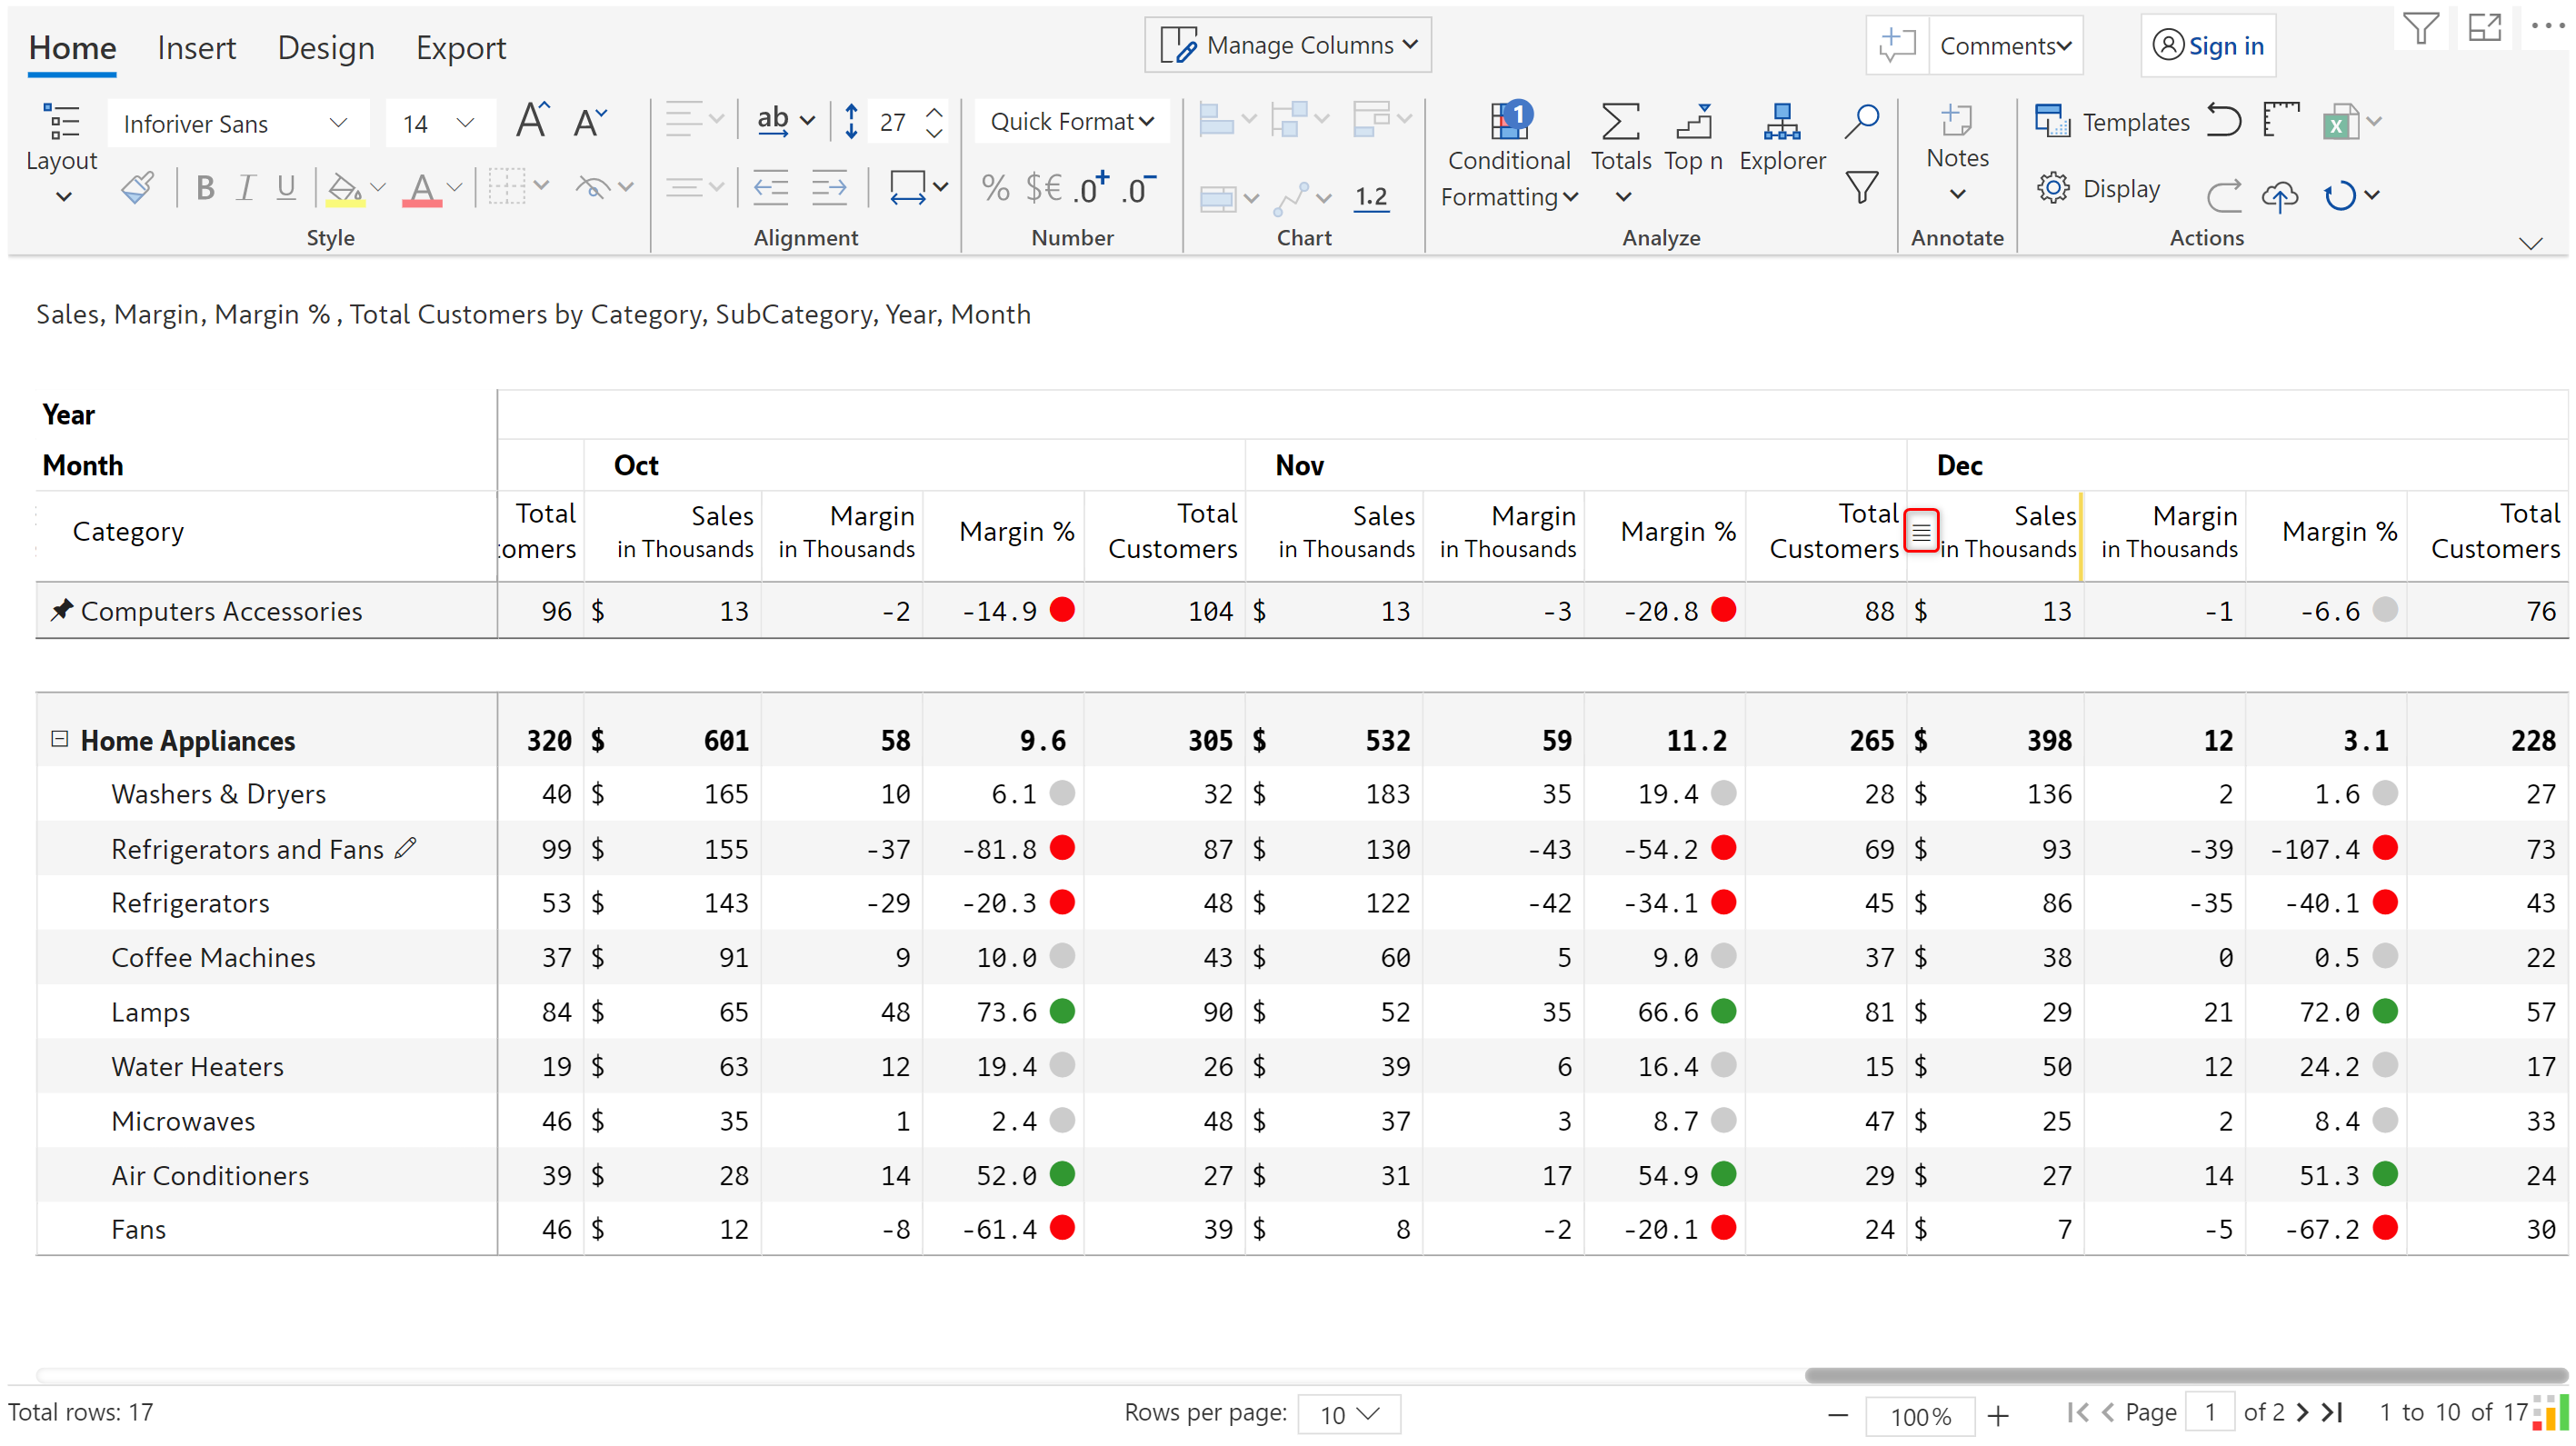 Home Insert Design Export
Manage Columns
Comments
Sign in
Layout
Inforiver Sans 14 A A
ab 27
Quick Format
B I U A
% $€ .0+ .0-
1.2
1
Conditional Formatting
Totals Top n Explorer
Notes
Templates
Display
Style Alignment Number Chart Analyze Annotate Actions
Sales, Margin, Margin % , Total Customers by Category, SubCategory, Year, Month
Year
Month Oct Nov Dec
Category Total omers Sales in Thousands Margin in Thousands Margin % Total Customers Sales in Thousands Margin in Thousands Margin % Total Customers Sales in Thousands Margin in Thousands Margin % Total Customers
Computers Accessories 96 $ 13 -2 -14.9 104 $ 13 -3 -20.8 88 $ 13 -1 -6.6 76
Home Appliances 320 $ 601 58 9.6 305 $ 532 59 11.2 265 $ 398 12 3.1 228
Washers & Dryers 40 $ 165 10 6.1 32 $ 183 35 19.4 28 $ 136 2 1.6 27
Refrigerators and Fans 99 $ 155 -37 -81.8 87 $ 130 -43 -54.2 69 $ 93 -39 -107.4 73
Refrigerators 53 $ 143 -29 -20.3 48 $ 122 -42 -34.1 45 $ 86 -35 -40.1 43
Coffee Machines 37 $ 91 9 10.0 43 $ 60 5 9.0 37 $ 38 0 0.5 22
Lamps 84 $ 65 48 73.6 90 $ 52 35 66.6 81 $ 29 21 72.0 57
Water Heaters 19 $ 63 12 19.4 26 $ 39 6 16.4 15 $ 50 12 24.2 17
Microwaves 46 $ 35 1 2.4 48 $ 37 3 8.7 47 $ 25 2 8.4 33
Air Conditioners 39 $ 28 14 52.0 27 $ 31 17 54.9 29 $ 27 14 51.3 24
Fans 46 $ 12 -8 -61.4 39 $ 8 -2 -20.1 24 $ 7 -5 -67.2 30
Total rows: 17 Rows per page: 10 100% Page 1 of 2 1 to 10 of 17